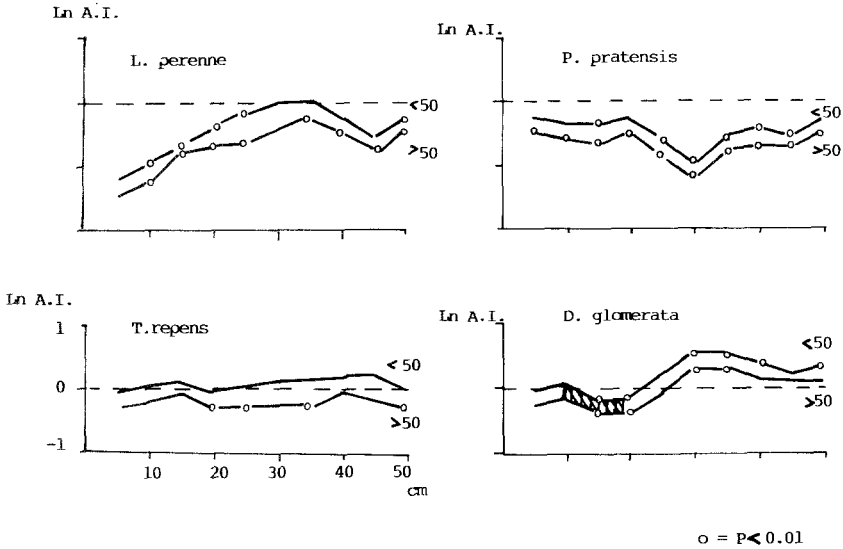 Ln A.I.
L. perenne
<50
>50
Ln A.I.
P. pratensis
<50
>50
Ln A.I.
T.repens
1
0
-1
<50
>50
10 20 30 40 50
cm
Ln A.I.
D. glomerata
<50
>50
o = P<0.01